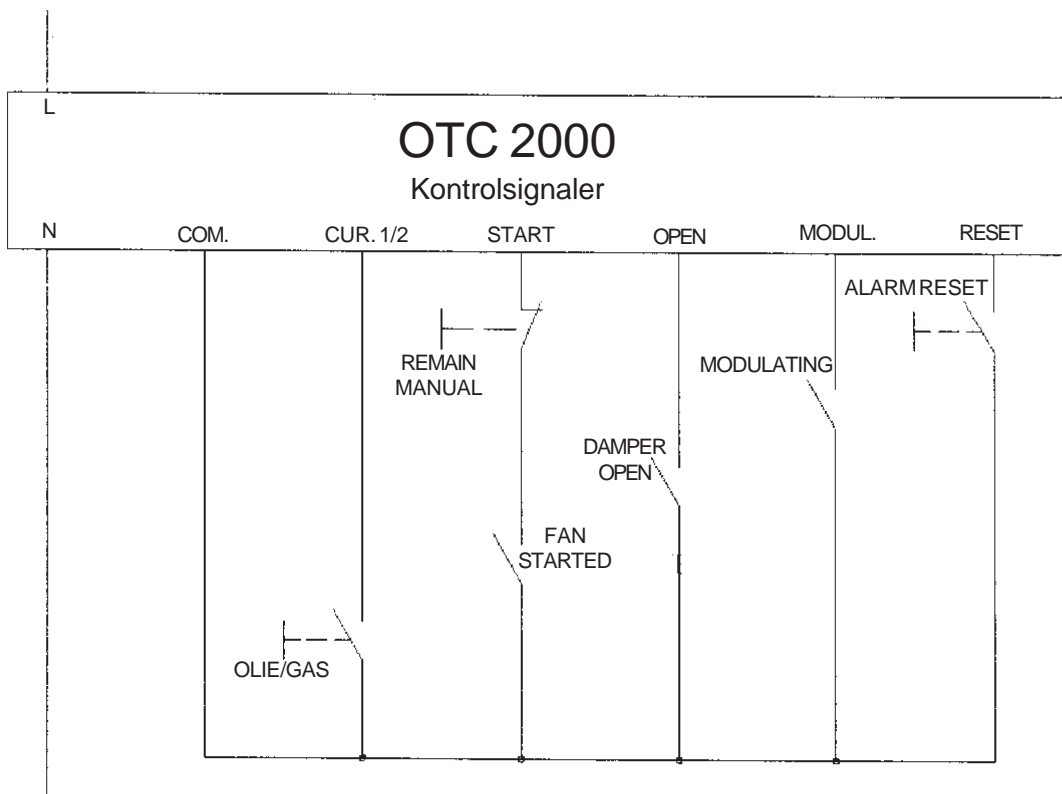 L
OTC 2000
Kontrolsignaler
N
COM.
CUR. 1/2
START
OPEN
MODUL.
RESET
ALARM RESET
REMAIN
MANUAL
MODULATING
DAMPER
OPEN
FAN
STARTED
OLIE/GAS